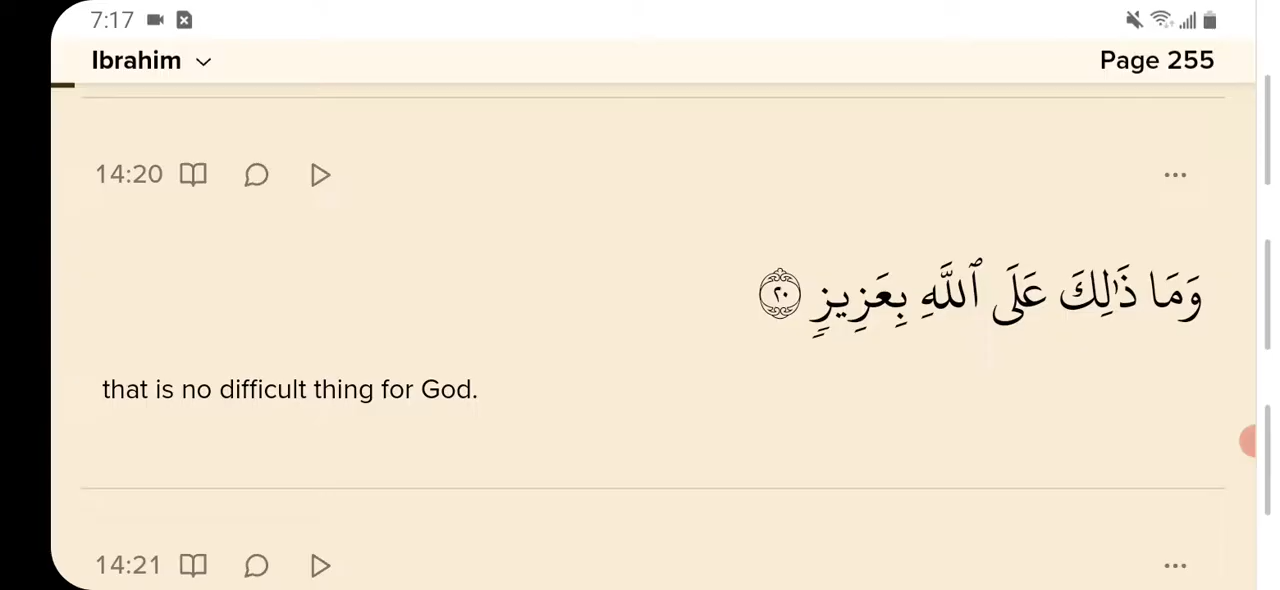 7:17
Ibrahim
Page 255
14:20
وَمَا ذَٰلِكَ عَلَى ٱللَّهِ بِعَزِيزٍ ٢٠
that is no difficult thing for God.
14:21